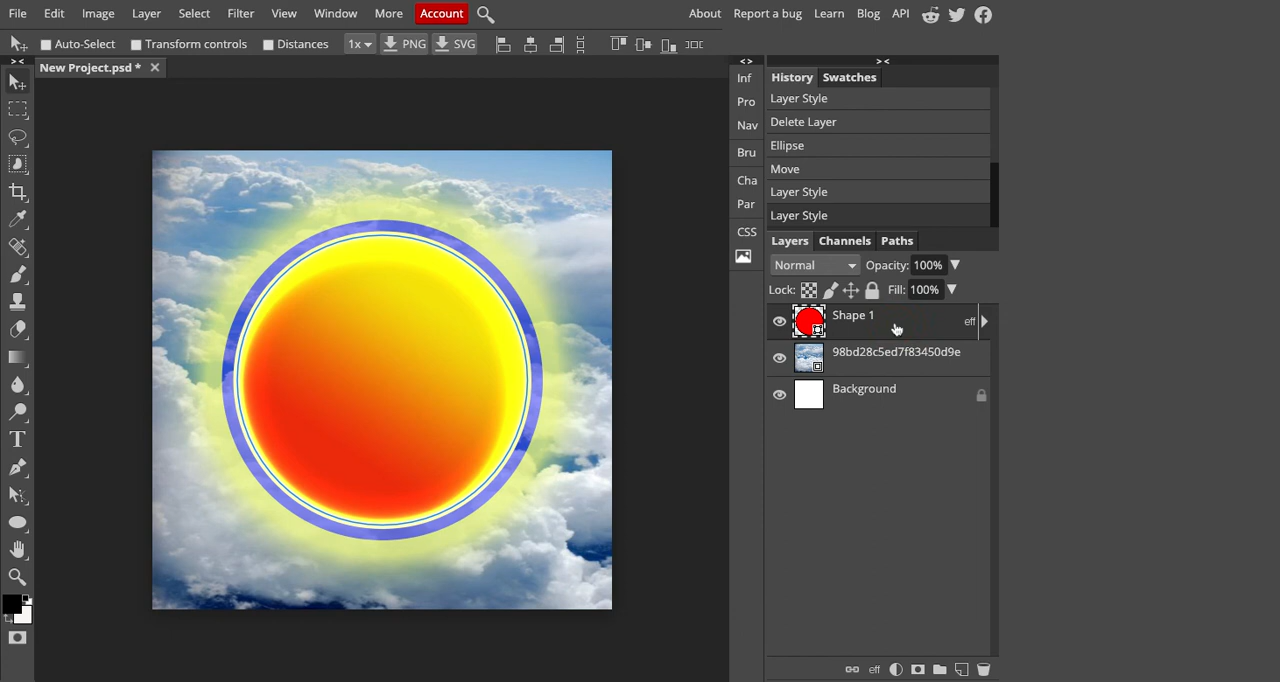 File Edit Image Layer Select Filter View Window More Account About Report a bug Learn Blog API
Auto-Select Transform controls Distances 1x PNG SVG
> < New Project.psd * < > > <
Inf
Pro
Nav
Bru
Cha
Par
CSS
History Swatches
Layer Style
Delete Layer
Ellipse
Move
Layer Style
Layer Style
Layers Channels Paths
Normal Opacity: 100%
Lock: Fill: 100%
Shape 1 eff
98bd28c5ed7f83450d9e
Background
eff